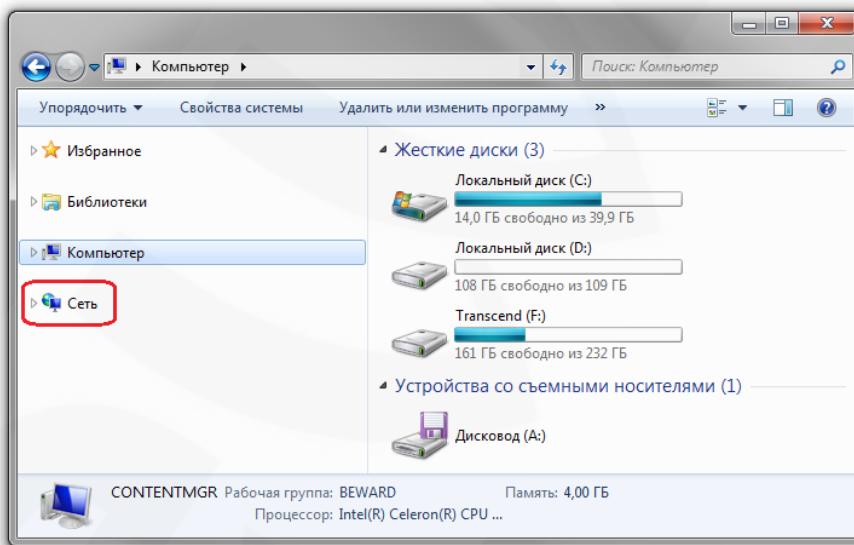 Компьютер
Поиск: Компьютер
Упорядочить Свойства системы Удалить или изменить программу »
Избранное
Библиотеки
Компьютер
Сеть
Жесткие диски (3)
Локальный диск (C:)
14,0 ГБ свободно из 39,9 ГБ
Локальный диск (D:)
108 ГБ свободно из 109 ГБ
Transcend (F:)
161 ГБ свободно из 232 ГБ
Устройства со съемными носителями (1)
Дисковод (A:)
CONTENTMGR Рабочая группа: BEWARD Память: 4,00 ГБ
Процессор: Intel(R) Celeron(R) CPU ...